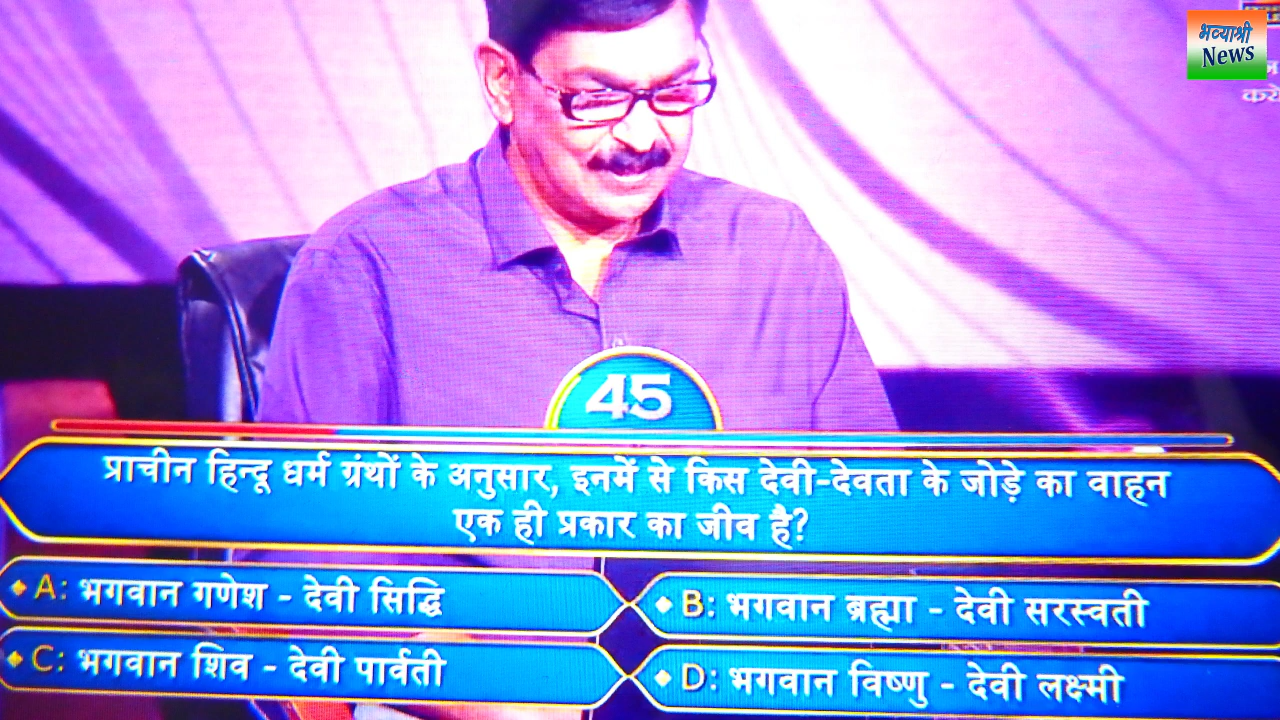 भव्याश्री
News
करे
45
प्राचीन हिन्दू धर्म ग्रंथों के अनुसार, इनमें से किस देवी-देवता के जोड़े का वाहन
एक ही प्रकार का जीव है?
A: भगवान गणेश - देवी सिद्धि
B: भगवान ब्रह्मा - देवी सरस्वती
C: भगवान शिव - देवी पार्वती
D: भगवान विष्णु - देवी लक्ष्मी